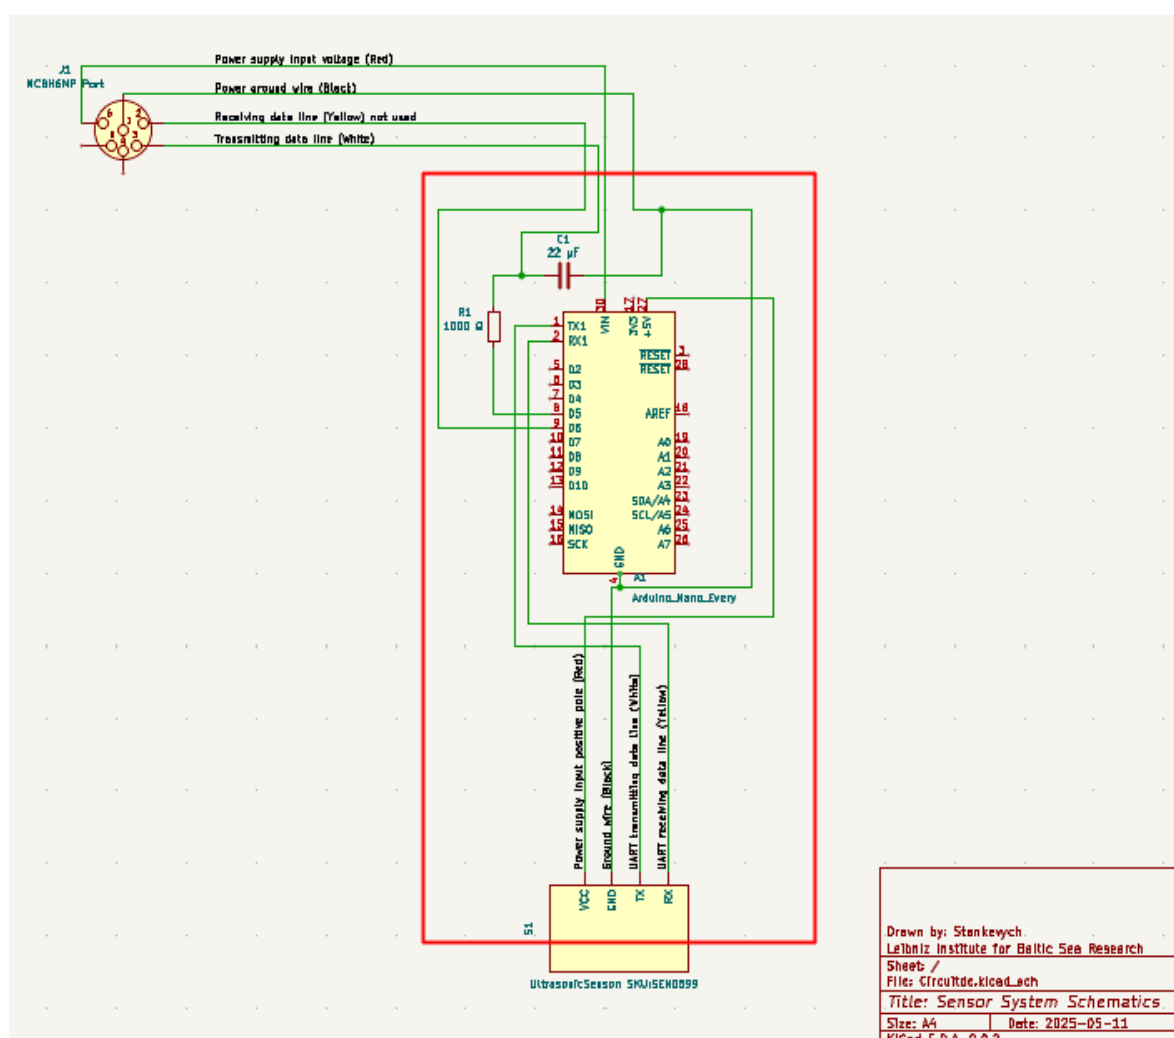 Power supply input voltage (Red)
J1
MCBH6MP Port
Power ground wire (Black)
Receiving data line (Yellow) not used
Transmitting data line (White)
C1
22 µF
R1
1000 Ω
30
17
27
VIN
3V3
+5V
1
TX1
2
RX1
RESET
3
RESET
28
5
D2
6
D3
7
D4
8
D5
AREF
18
9
D6
10
D7
A0
19
11
D8
A1
20
12
D9
A2
21
13
D10
A3
22
SDA/A4
23
14
MOSI
SCL/A5
24
15
MISO
A6
25
16
SCK
A7
26
GND
4
A1
Arduino_Nano_Every
Power supply input positive pole (Red)
Ground wire (Black)
UART transmitting data line (White)
UART receiving data line (Yellow)
VCC
GND
TX
RX
S1
UltrasonicSensor SKU:SEN0599
Drawn by: Stankevych
Leibniz Institute for Baltic Sea Research
Sheet: /
File: Circuitde.kicad_sch
Title: Sensor System Schematics
Size: A4
Date: 2025-05-11